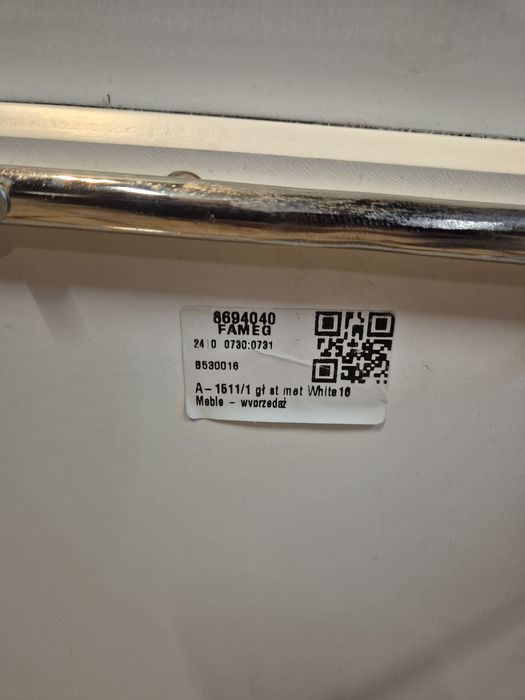 8694040
FAMEG
24 0 0730:0731
B530016
A-1511/1 gł st met White16
Meble - wyprzedaż